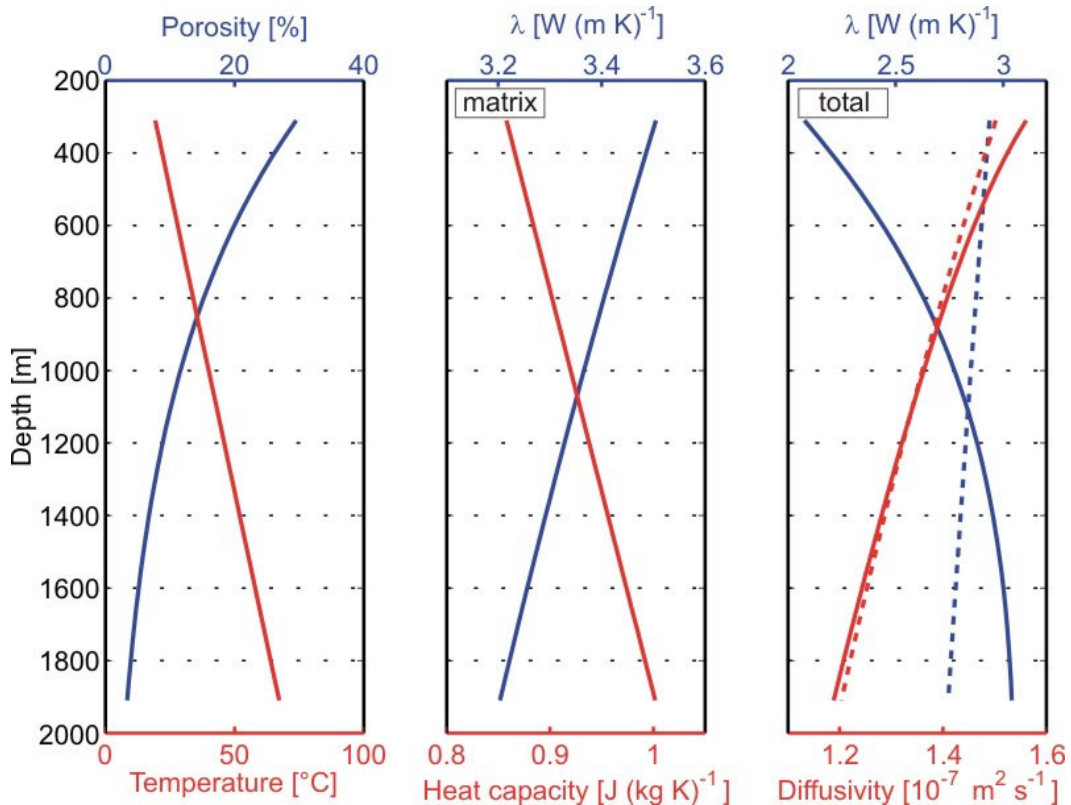 Porosity [%]
λ [W (m K)⁻¹]
λ [W (m K)⁻¹]
0 20 40
3.2 3.4 3.6
2 2.5 3
200
matrix
total
400
600
800
1000
1200
1400
1600
1800
2000
Depth [m]
0 50 100
0.8 0.9 1
1.2 1.4 1.6
Temperature [°C]
Heat capacity [J (kg K)⁻¹]
Diffusivity [10⁻⁷ m² s⁻¹]